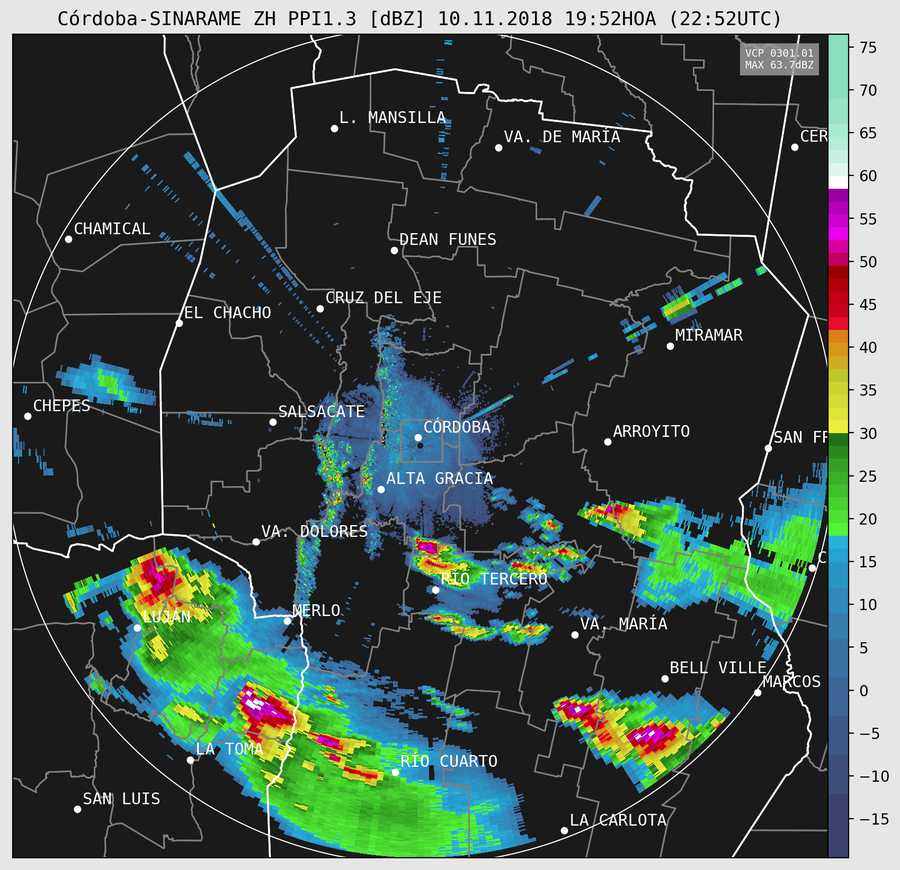 Córdoba-SINARAME ZH PPI1.3 [dBZ] 10.11.2018 19:52HOA (22:52UTC)
VCP 0301.01
MAX 63.7dBZ
75
70
65
60
55
50
45
40
35
30
25
20
15
10
5
0
−5
−10
−15
L. MANSILLA
VA. DE MARÍA
CER
CHAMICAL
DEAN FUNES
CRUZ DEL EJE
EL CHACHO
MIRAMAR
CHEPES
SALSACATE
CÓRDOBA
ARROYITO
SAN FR
ALTA GRACIA
VA. DOLORES
C
RÍO TERCERO
LUJÁN
MERLO
VA. MARÍA
BELL VILLE
MARCOS
LA TOMA
RÍO CUARTO
SAN LUIS
LA CARLOTA